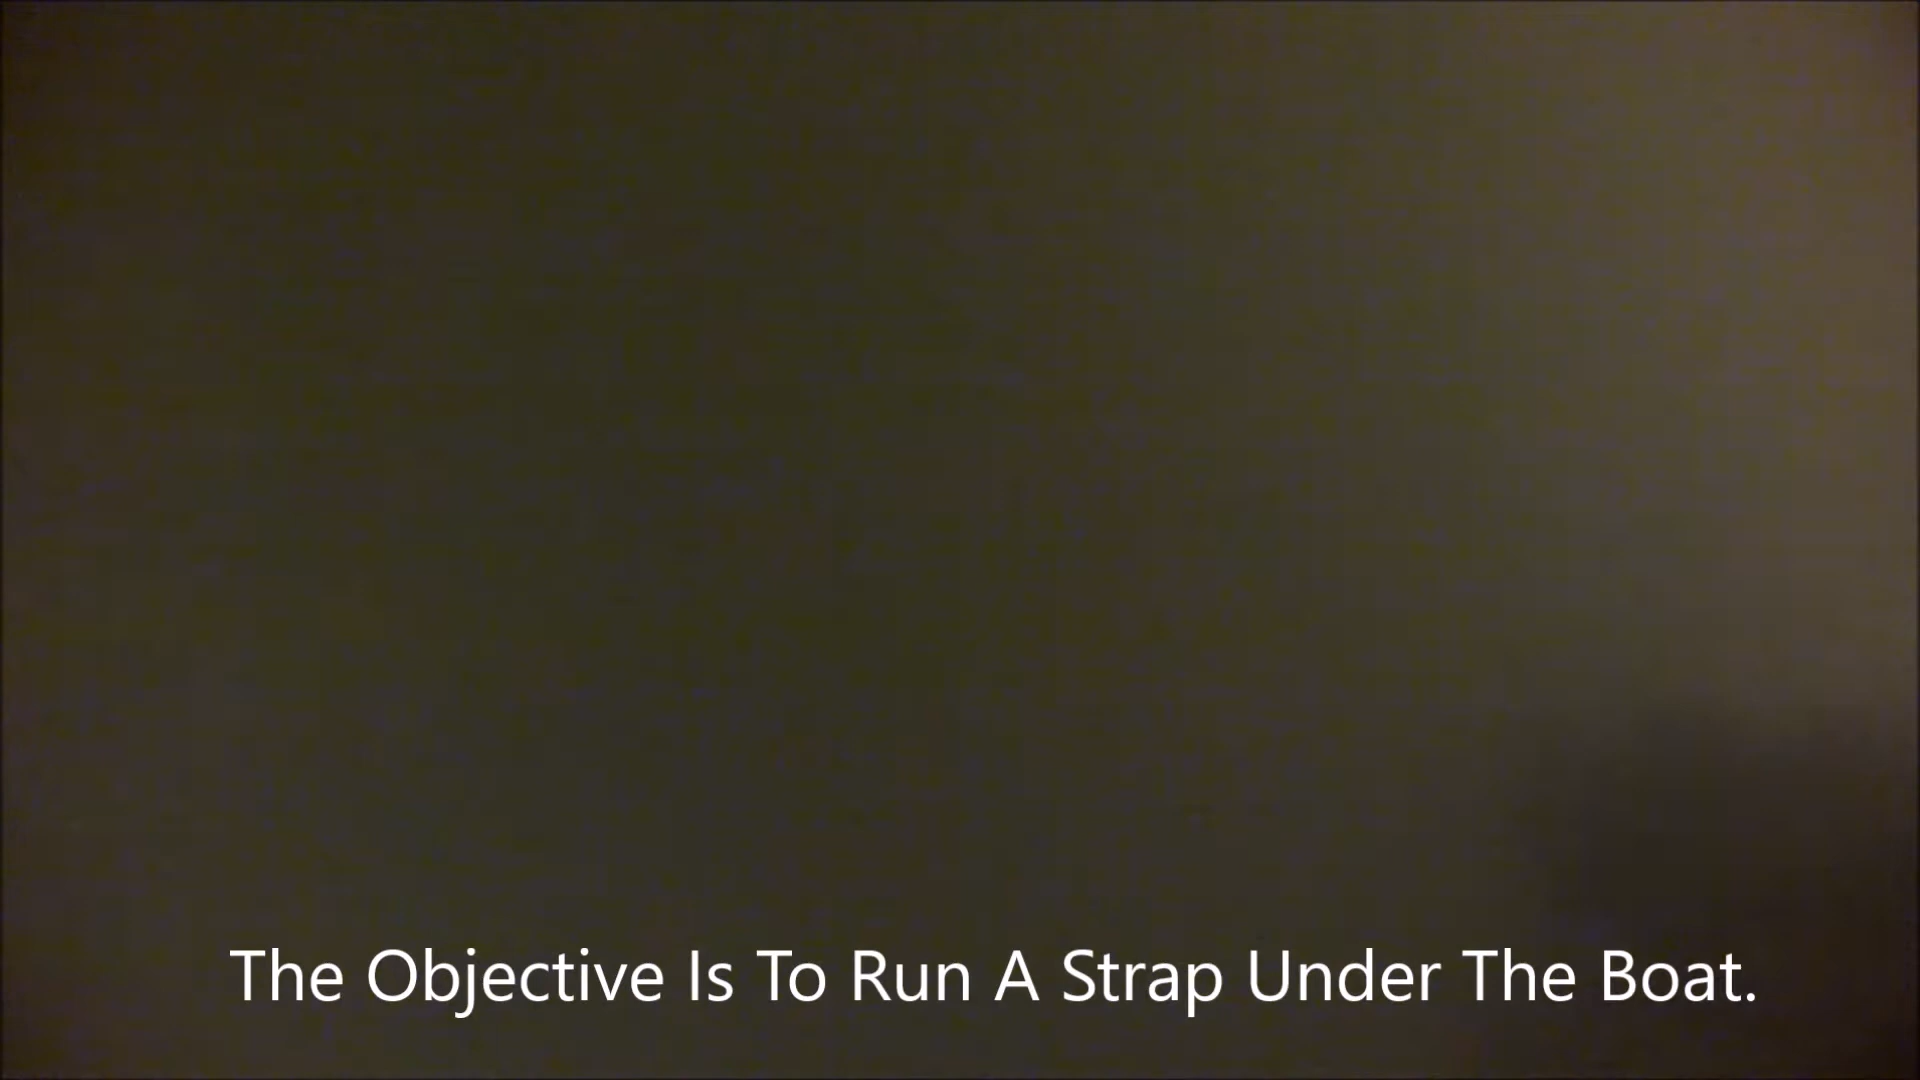 The Objective Is To Run A Strap Under The Boat.